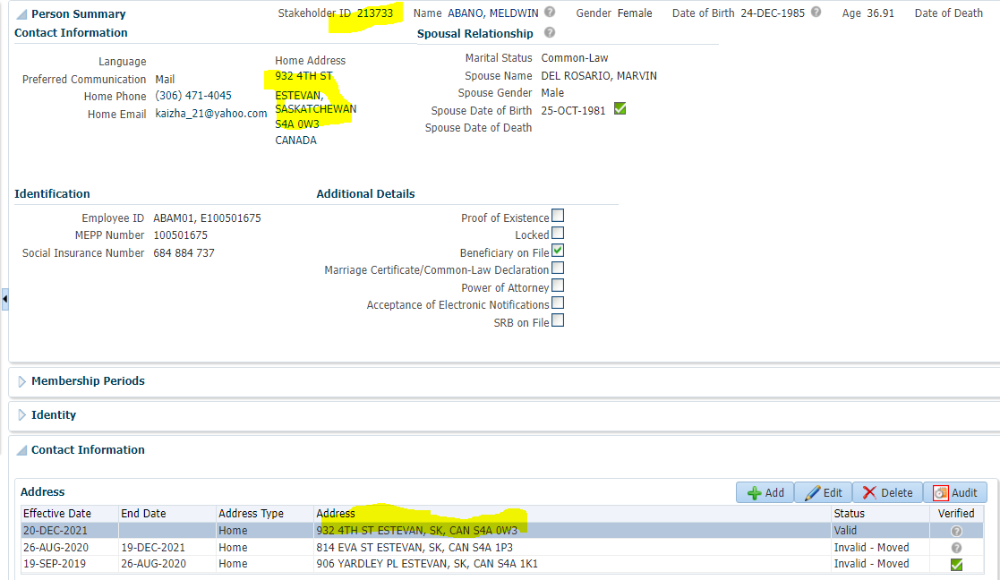 Person Summary Stakeholder ID 213733 Name ABANO, MELDWIN Gender Female Date of Birth 24-DEC-1985 Age 36.91 Date of Death
Contact Information
Language
Preferred Communication Mail
Home Phone (306) 471-4045
Home Email kaizha_21@yahoo.com
Home Address
932 4TH ST
ESTEVAN,
SASKATCHEWAN
S4A 0W3
CANADA
Spousal Relationship
Marital Status Common-Law
Spouse Name DEL ROSARIO, MARVIN
Spouse Gender Male
Spouse Date of Birth 25-OCT-1981
Spouse Date of Death
Identification
Employee ID ABAM01, E100501675
MEPP Number 100501675
Social Insurance Number 684 884 737
Additional Details
Proof of Existence
Locked
Beneficiary on File
Marriage Certificate/Common-Law Declaration
Power of Attorney
Acceptance of Electronic Notifications
SRB on File
Membership Periods
Identity
Contact Information
Address Add Edit Delete Audit
Effective Date End Date Address Type Address Status Verified
20-DEC-2021 Home 932 4TH ST ESTEVAN, SK, CAN S4A 0W3 Valid
26-AUG-2020 19-DEC-2021 Home 814 EVA ST ESTEVAN, SK, CAN S4A 1P3 Invalid - Moved
19-SEP-2019 26-AUG-2020 Home 906 YARDLEY PL ESTEVAN, SK, CAN S4A 1K1 Invalid - Moved